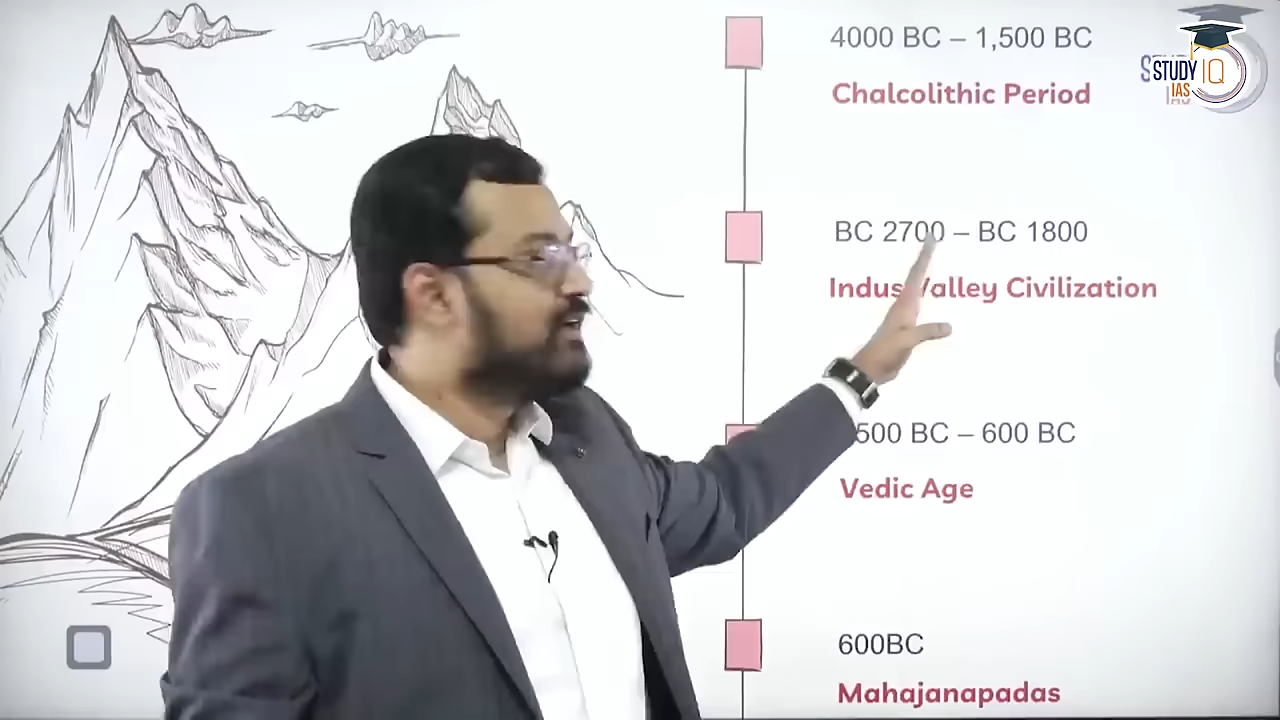 4000 BC – 1,500 BC
Chalcolithic Period
STUDY IQ
IAS
BC 2700 – BC 1800
Indus Valley Civilization
500 BC – 600 BC
Vedic Age
600BC
Mahajanapadas